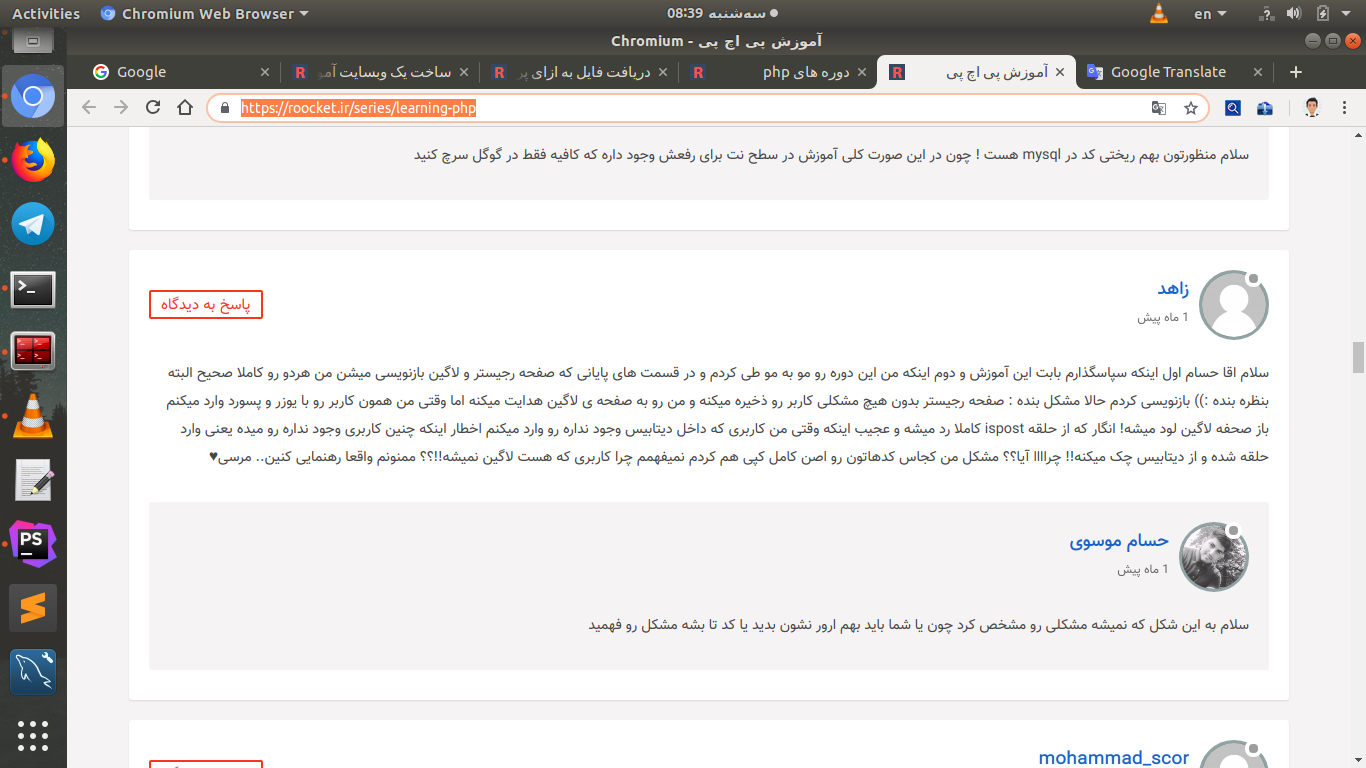 Activities
Chromium Web Browser
سه‌شنبه 08:39
en
آموزش پی اچ پی - Chromium
Google
ساخت یک وبسایت آمو
دریافت فایل به ازای پر
دوره های php
آموزش پی اچ پی
Google Translate
https://roocket.ir/series/learning-php
سلام منظورتون بهم ریختی کد در mysql هست ! چون در این صورت کلی آموزش در سطح نت برای رفعش وجود داره که کافیه فقط در گوگل سرچ کنید
زاهد
1 ماه پیش
پاسخ به دیدگاه
سلام اقا حسام اول اینکه سپاسگذارم بابت این آموزش و دوم اینکه من این دوره رو مو به مو طی کردم و در قسمت های پایانی که صفحه رجیستر و لاگین بازنویسی میشن من هردو رو کاملا صحیح البته
بنظره بنده :)) بازنویسی کردم حالا مشکل بنده : صفحه رجیستر بدون هیچ مشکلی کاربر رو ذخیره میکنه و من رو به صفحه ی لاگین هدایت میکنه اما وقتی من همون کاربر رو با یوزر و پسورد وارد میکنم
باز صحفه لاگین لود میشه! انگار که از حلقه ispost کاملا رد میشه و عجیب اینکه وقتی من کاربری که داخل دیتابیس وجود نداره رو وارد میکنم اخطار اینکه چنین کاربری وجود نداره رو میده یعنی وارد
حلقه شده و از دیتابیس چک میکنه!! چراااا آیا؟؟ مشکل من کجاس کدهاتون رو اصن کامل کپی هم کردم نمیفهمم چرا کاربری که هست لاگین نمیشه!!؟؟ ممنونم واقعا رهنمایی کنین.. مرسی♥
حسام موسوی
1 ماه پیش
سلام به این شکل که نمیشه مشکلی رو مشخص کرد چون یا شما باید بهم ارور نشون بدید یا کد تا بشه مشکل رو فهمید
mohammad_scor